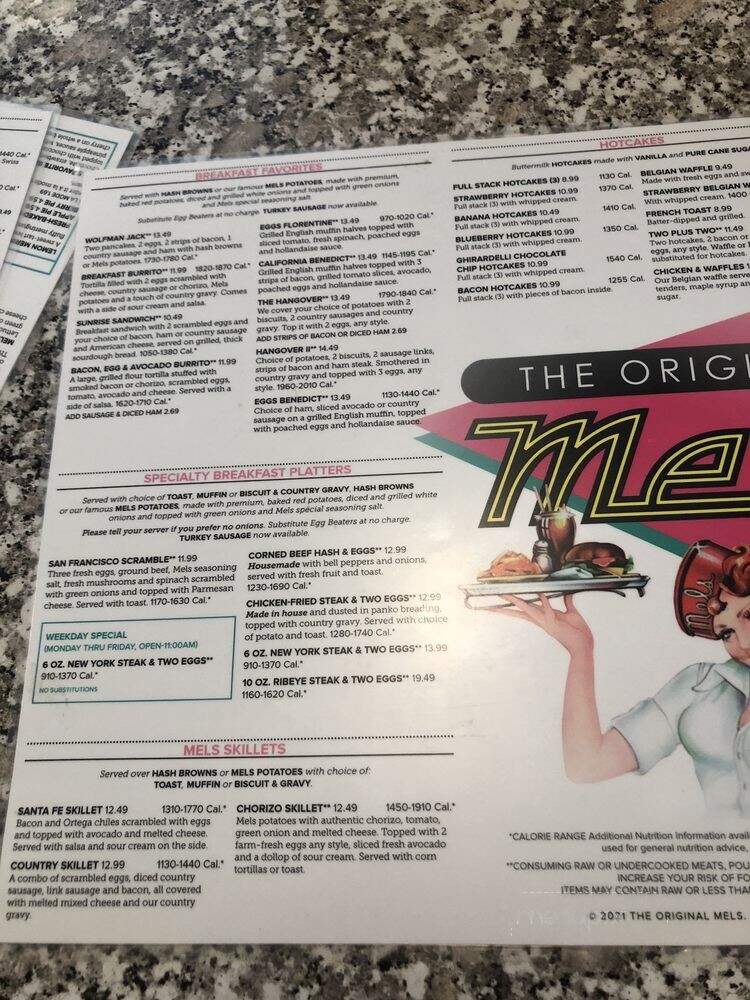 BREAKFAST FAVORITES
Served with HASH BROWNS or our famous MELS POTATOES, made with premium,
baked red potatoes, diced and grilled white onions and topped with green onions
and Mels special seasoning salt.
Substitute Egg Beaters at no charge. TURKEY SAUSAGE now available.
WOLFMAN JACK** 13.49
Two pancakes, 2 eggs, 2 strips of bacon, 1
country sausage and ham with hash browns
or Mels potatoes. 1730-1780 Cal.*
BREAKFAST BURRITO** 11.99 1820-1870 Cal.*
Tortilla filled with 2 eggs scrambled with
cheese, country sausage or chorizo, Mels
potatoes and a touch of country gravy. Comes
with a side of sour cream and salsa.
SUNRISE SANDWICH** 10.49
Breakfast sandwich with 2 scrambled eggs and
your choice of bacon, ham or country sausage
and American cheese, served on grilled, thick
sourdough bread. 1050-1380 Cal.*
BACON, EGG & AVOCADO BURRITO** 11.99
A large, grilled flour tortilla stuffed with
smoked bacon or chorizo, scrambled eggs,
tomato, avocado and cheese. Served with a
side of salsa. 1620-1710 Cal.*
ADD SAUSAGE & DICED HAM 2.69
EGGS FLORENTINE** 13.49 970-1020 Cal.*
Grilled English muffin halves topped with
sliced tomato, fresh spinach, poached eggs
and hollandaise sauce.
CALIFORNIA BENEDICT** 13.49 1145-1195 Cal.*
Grilled English muffin halves topped with 3
strips of bacon, grilled tomato slices, avocado,
poached eggs and hollandaise sauce.
THE HANGOVER** 13.49 1790-1840 Cal.*
We cover your choice of potatoes with 2
biscuits, 2 country sausages and country
gravy. Top it with 2 eggs, any style.
ADD STRIPS OF BACON OR DICED HAM 2.69
HANGOVER II** 14.49
Choice of potatoes, 2 biscuits, 2 sausage links,
strips of bacon and ham steak. Smothered in
country gravy and topped with 3 eggs, any
style. 1960-2010 Cal.*
EGGS BENEDICT** 13.49 1130-1440 Cal.*
Choice of ham, sliced avocado or country
sausage on a grilled English muffin, topped
with poached eggs and hollandaise sauce.
SPECIALTY BREAKFAST PLATTERS
Served with choice of TOAST, MUFFIN or BISCUIT & COUNTRY GRAVY, HASH BROWNS
or our famous MELS POTATOES, made with premium, baked red potatoes, diced and grilled white
onions and topped with green onions and Mels special seasoning salt.
Please tell your server if you prefer no onions. Substitute Egg Beaters at no charge.
TURKEY SAUSAGE now available.
SAN FRANCISCO SCRAMBLE** 11.99
Three fresh eggs, ground beef, Mels seasoning
salt, fresh mushrooms and spinach scrambled
with green onions and topped with Parmesan
cheese. Served with toast. 1170-1630 Cal.*
WEEKDAY SPECIAL
(MONDAY THRU FRIDAY, OPEN-11:00AM)
6 OZ. NEW YORK STEAK & TWO EGGS**
910-1370 Cal.*
NO SUBSTITUTIONS
CORNED BEEF HASH & EGGS** 12.99
Housemade with bell peppers and onions,
served with fresh fruit and toast.
1230-1690 Cal.*
CHICKEN-FRIED STEAK & TWO EGGS** 12.99
Made in house and dusted in panko breading,
topped with country gravy. Served with choice
of potato and toast. 1280-1740 Cal.*
6 OZ. NEW YORK STEAK & TWO EGGS** 13.99
910-1370 Cal.*
10 OZ. RIBEYE STEAK & TWO EGGS** 19.49
1160-1620 Cal.*
MELS SKILLETS
Served over HASH BROWNS or MELS POTATOES with choice of:
TOAST, MUFFIN or BISCUIT & GRAVY.
SANTA FE SKILLET 12.49 1310-1770 Cal.*
Bacon and Ortega chiles scrambled with eggs
and topped with avocado and melted cheese.
Served with salsa and sour cream on the side.
COUNTRY SKILLET 12.99 1130-1440 Cal.*
A combo of scrambled eggs, diced country
sausage, link sausage and bacon, all covered
with melted mixed cheese and our country
gravy.
CHORIZO SKILLET** 12.49 1450-1910 Cal.*
Mels potatoes with authentic chorizo, tomato,
green onion and melted cheese. Topped with 2
farm-fresh eggs any style, sliced fresh avocado
and a dollop of sour cream. Served with corn
tortillas or toast.
HOTCAKES
Buttermilk HOTCAKES made with VANILLA and PURE CANE SUGA
FULL STACK HOTCAKES (3) 8.99 1130 Cal.
STRAWBERRY HOTCAKES 10.99 1370 Cal.
Full stack (3) with whipped cream.
BANANA HOTCAKES 10.49 1410 Cal.
Full stack (3) with whipped cream.
BLUEBERRY HOTCAKES 10.99 1350 Cal.
Full stack (3) with whipped cream.
GHIRARDELLI CHOCOLATE
CHIP HOTCAKES 10.99 1540 Cal.
Full stack (3) with whipped cream.
BACON HOTCAKES 10.99 1255 Cal.
Full stack (3) with pieces of bacon inside.
BELGIAN WAFFLE 9.49
Made with fresh eggs and sw
STRAWBERRY BELGIAN W
With whipped cream. 1400
FRENCH TOAST 8.99
Batter-dipped and grilled.
TWO PLUS TWO** 11.49
Two hotcakes, 2 bacon or
eggs, any style. Waffle or
substituted for hotcakes.
CHICKEN & WAFFLES
Our Belgian waffle serve
tenders, maple syrup an
sugar.
THE ORIGI
Me
Mels
*CALORIE RANGE Additional Nutrition Information avail
used for general nutrition advice,
**CONSUMING RAW OR UNDERCOOKED MEATS, POU
INCREASE YOUR RISK OF FO
ITEMS MAY CONTAIN RAW OR LESS THA
© 2021 THE ORIGINAL MELS.